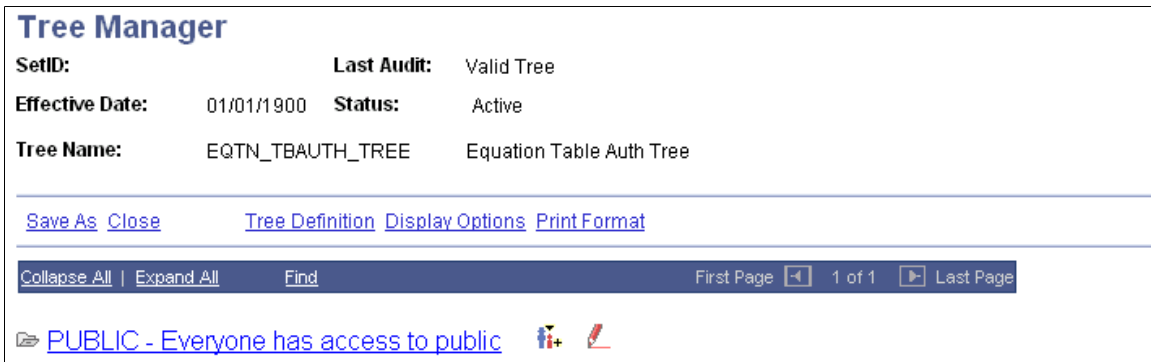 Tree Manager
SetID: Last Audit: Valid Tree
Effective Date: 01/01/1900 Status: Active
Tree Name: EQTN_TBAUTH_TREE Equation Table Auth Tree
Save As Close Tree Definition Display Options Print Format
Collapse All | Expand All Find First Page 1 of 1 Last Page
PUBLIC - Everyone has access to public